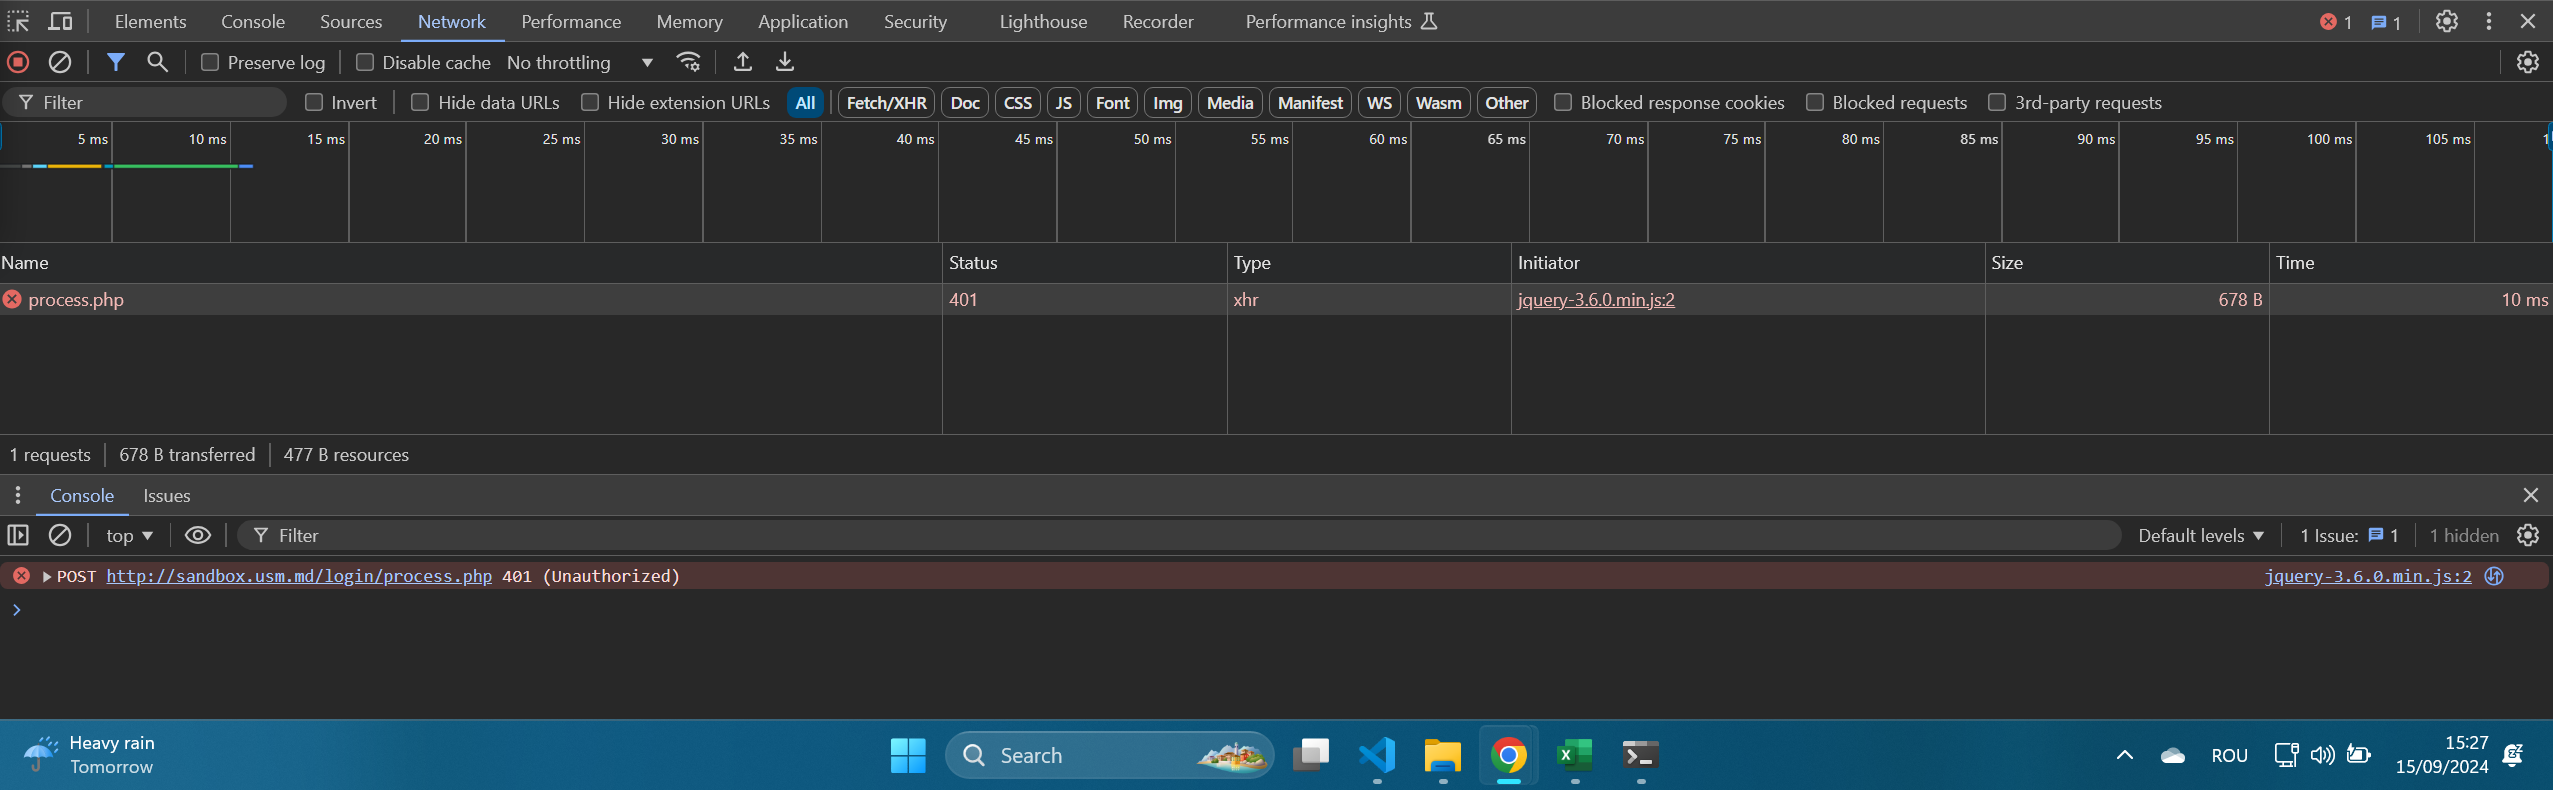 Elements Console Sources Network Performance Memory Application Security Lighthouse Recorder Performance insights 1 1
Preserve log Disable cache No throttling
Filter Invert Hide data URLs Hide extension URLs All Fetch/XHR Doc CSS JS Font Img Media Manifest WS Wasm Other Blocked response cookies Blocked requests 3rd-party requests
5 ms 10 ms 15 ms 20 ms 25 ms 30 ms 35 ms 40 ms 45 ms 50 ms 55 ms 60 ms 65 ms 70 ms 75 ms 80 ms 85 ms 90 ms 95 ms 100 ms 105 ms
Name Status Type Initiator Size Time
process.php 401 xhr jquery-3.6.0.min.js:2 678 B 10 ms
1 requests 678 B transferred 477 B resources
Console Issues
top Filter Default levels 1 Issue: 1 1 hidden
POST http://sandbox.usm.md/login/process.php 401 (Unauthorized) jquery-3.6.0.min.js:2
Heavy rain
Tomorrow
Search
ROU
15:27
15/09/2024